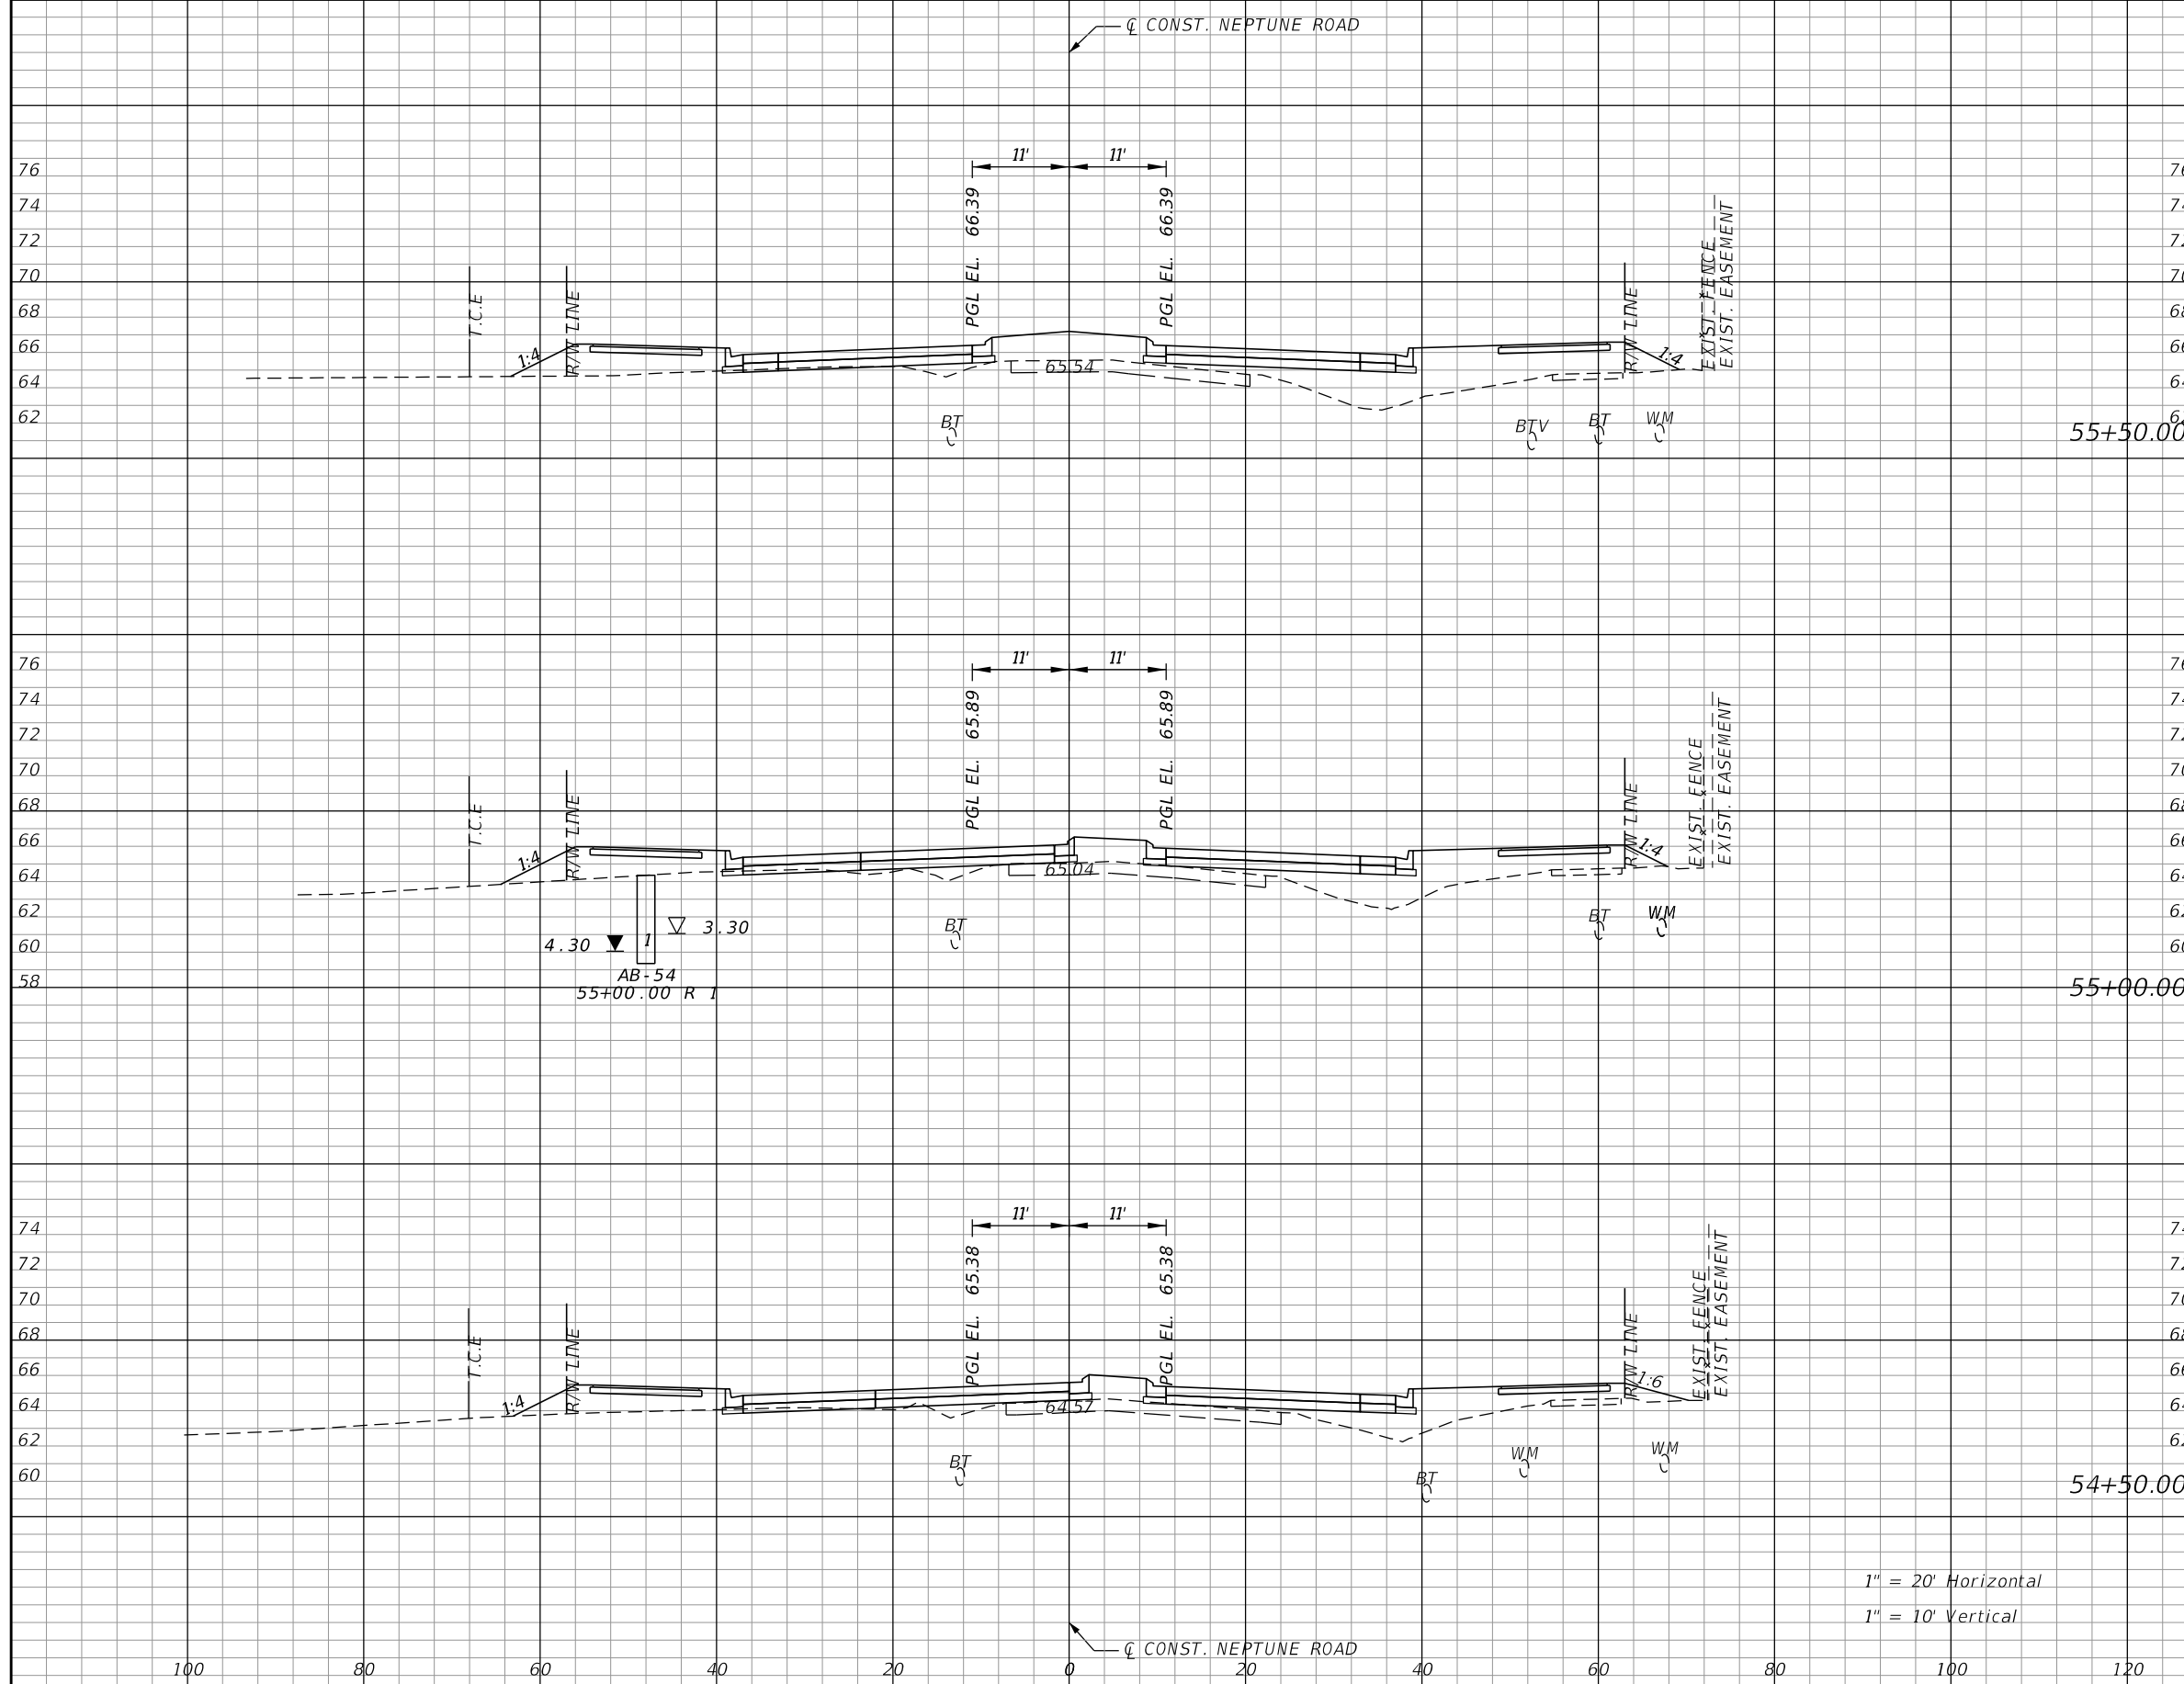 ℄ CONST. NEPTUNE ROAD
11' 11'
PGL EL. 66.39
PGL EL. 66.39
76
74
72
70
68
66
64
62
T.C.E
R/W LINE
1:4
65.54
R/W LINE
1:4
EXIST. FENCE
EXIST. EASEMENT
BT
BTV
BT
WM
55+50.00
11' 11'
PGL EL. 65.89
PGL EL. 65.89
76
74
72
70
68
66
64
62
60
58
T.C.E
R/W LINE
1:4
65.04
R/W LINE
1:4
EXIST. FENCE
EXIST. EASEMENT
4.30
1
3.30
AB-54
55+00.00 R 1
BT
BT
WM
55+00.00
11' 11'
PGL EL. 65.38
PGL EL. 65.38
74
72
70
68
66
64
62
60
T.C.E
R/W LINE
1:4
64.57
R/W LINE
1:6
EXIST. FENCE
EXIST. EASEMENT
BT
BT
WM
WM
54+50.00
1" = 20' Horizontal
1" = 10' Vertical
℄ CONST. NEPTUNE ROAD
100 80 60 40 20 0 20 40 60 80 100 120